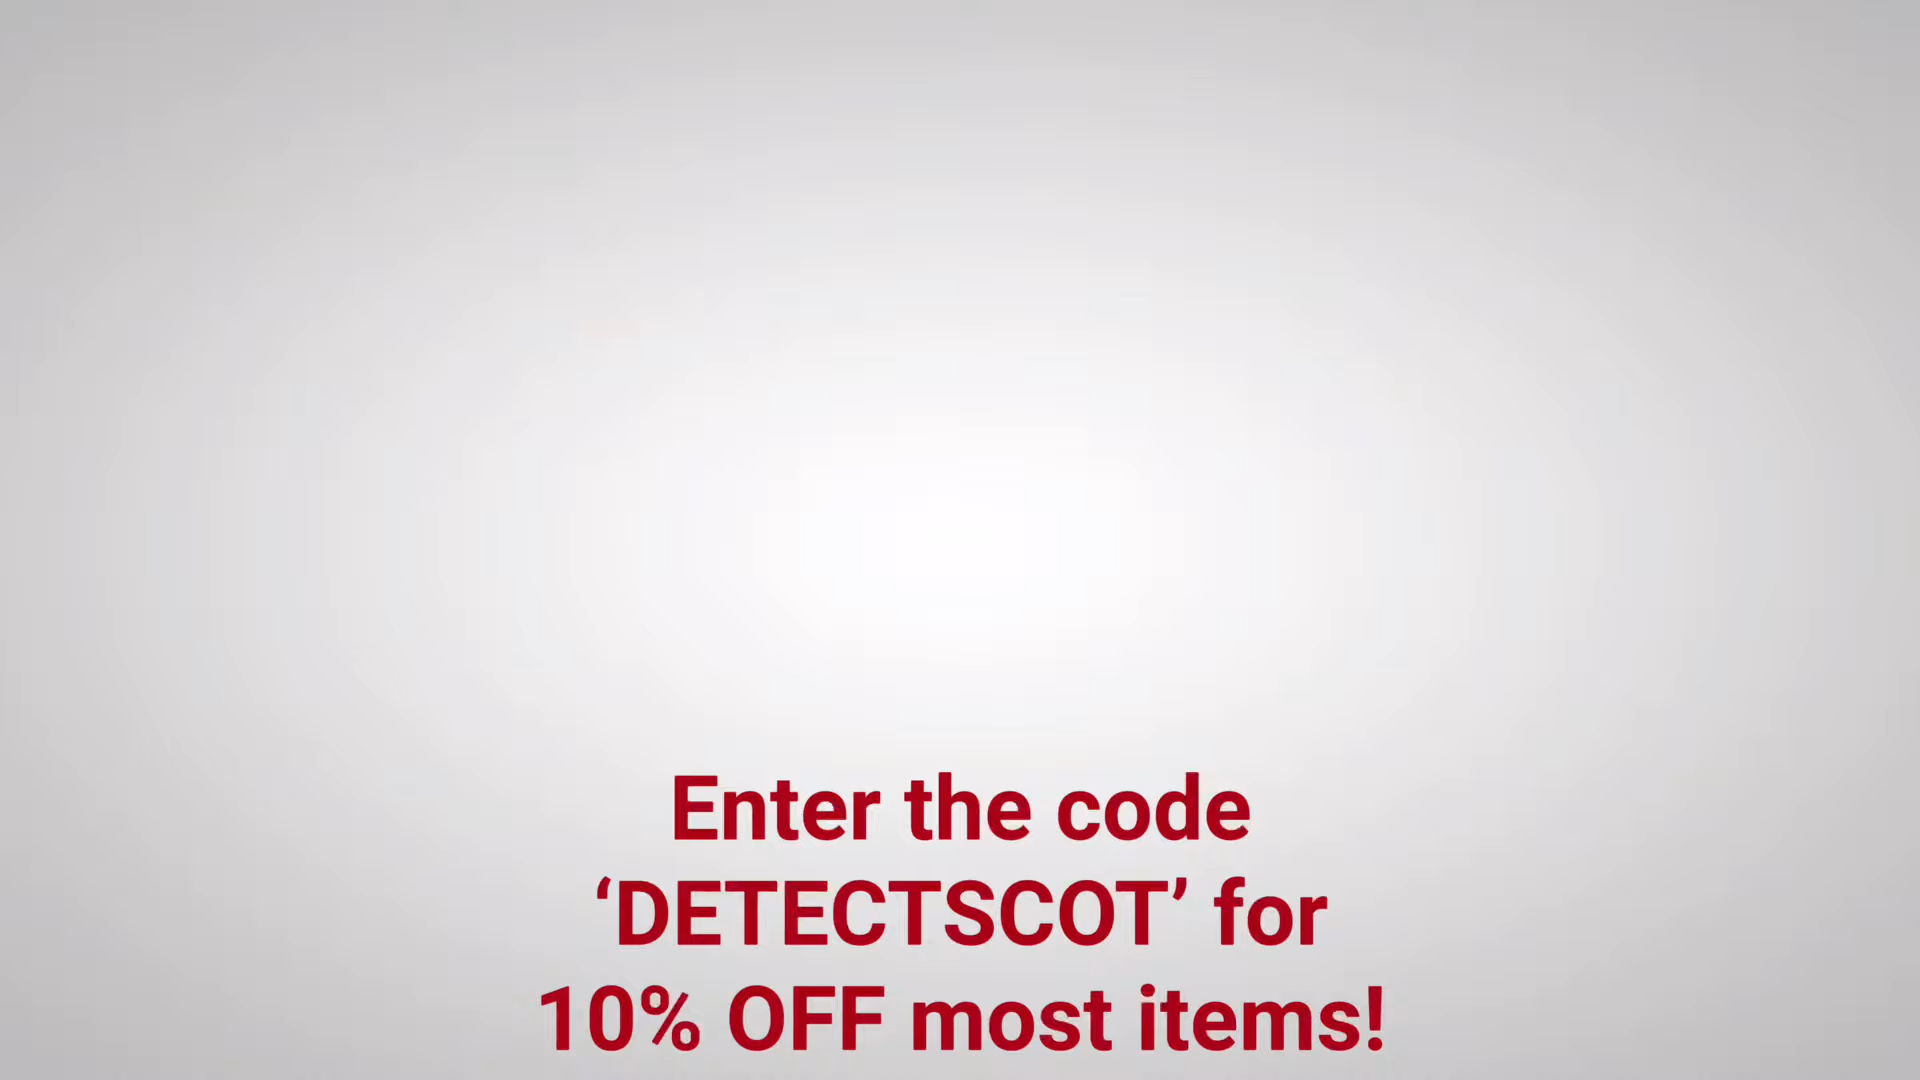 Enter the code
‘DETECTSCOT’ for
10% OFF most items!